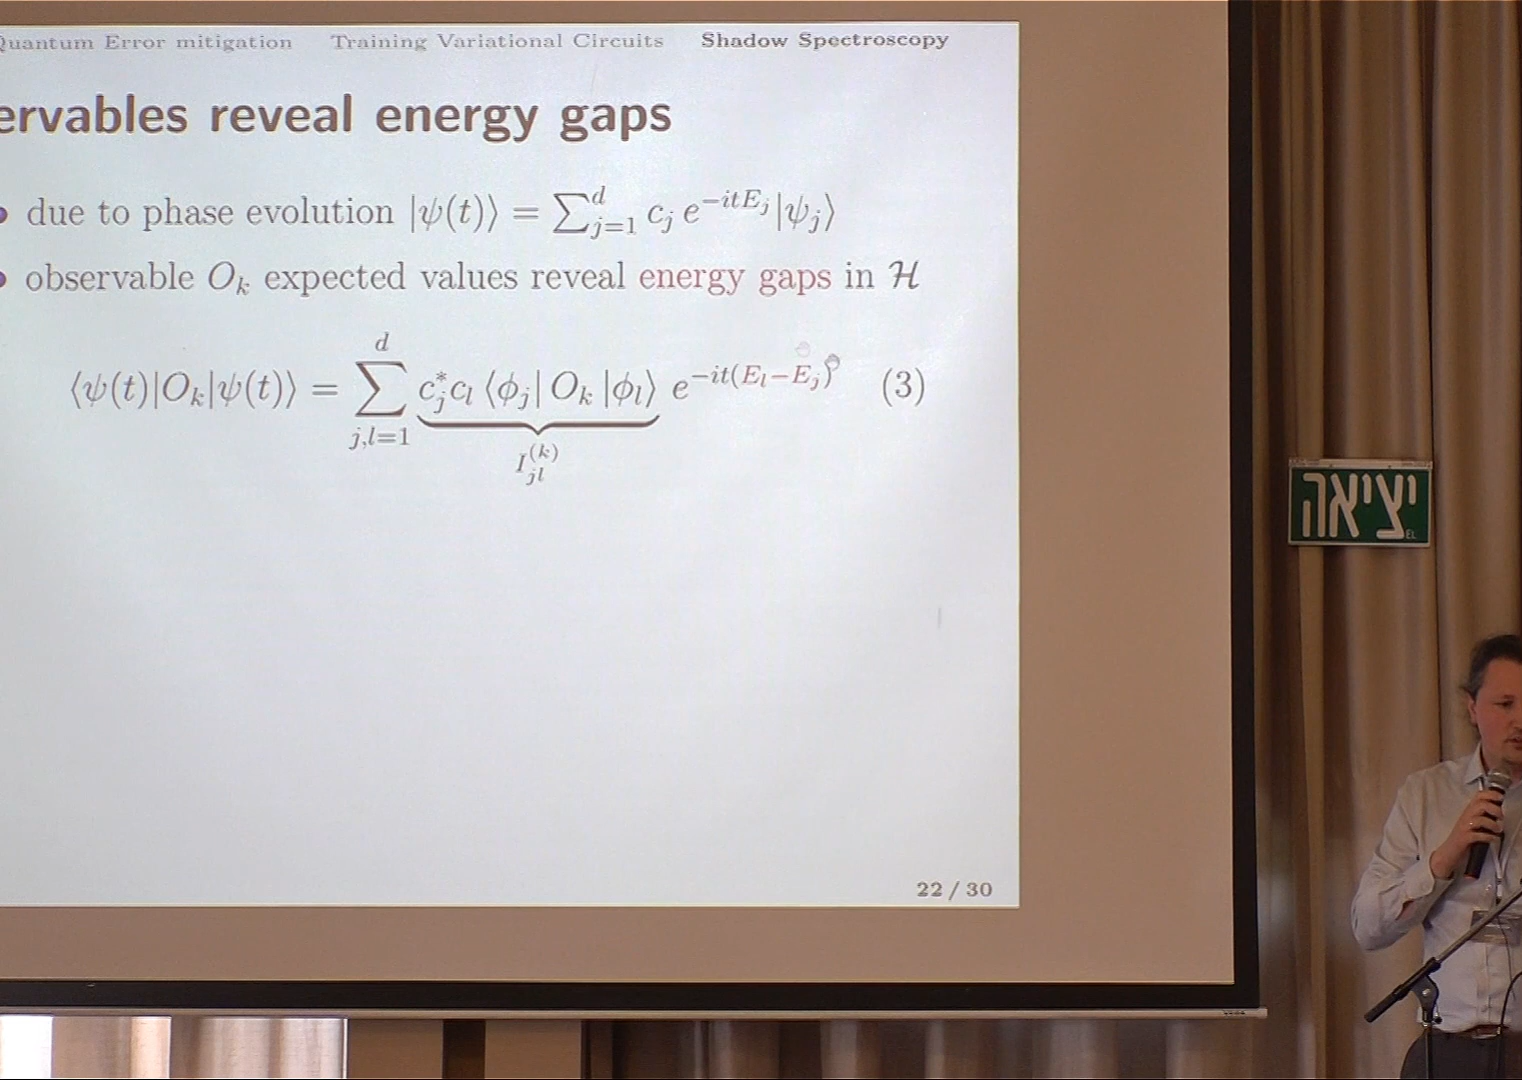 Quantum Error mitigation Training Variational Circuits Shadow Spectroscopy
ervables reveal energy gaps
due to phase evolution |ψ(t)⟩ = ∑_{j=1}^{d} c_j e^{-itE_j}|ψ_j⟩
observable O_k expected values reveal energy gaps in ℋ
⟨ψ(t)|O_k|ψ(t)⟩ = ∑_{j,l=1}^{d} c_j^* c_l ⟨ϕ_j| O_k |ϕ_l⟩ e^{-it(E_l-E_j)} (3)
I_{jl}^{(k)}
יציאה
22 / 30